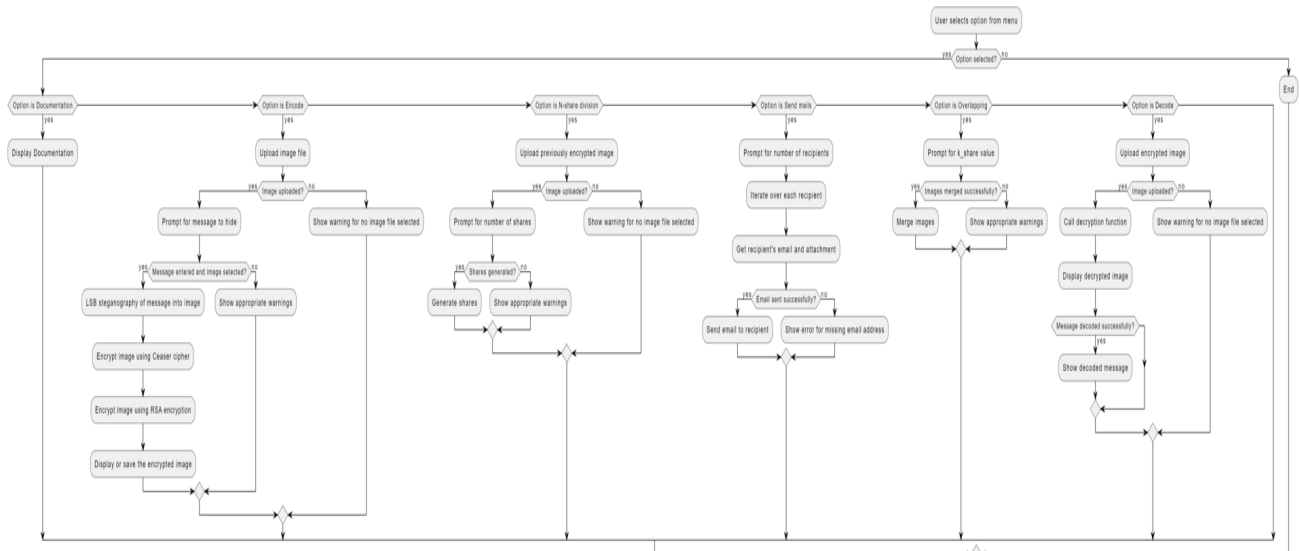 User selects option from menu
yes
Option selected?
no
End
Option is Documentation
Option is Encode
Option is N-share division
Option is Send mails
Option is Overlapping
Option is Decode
yes
yes
yes
yes
yes
yes
Display Documentation
Upload image file
Upload previously encrypted image
Prompt for number of recipients
Prompt for k_share value
Upload encrypted image
yes
Image uploaded?
no
yes
Image uploaded?
no
Iterate over each recipient
yes
Images merged successfully?
no
yes
Image uploaded?
no
Prompt for message to hide
Show warning for no image file selected
Prompt for number of shares
Show warning for no image file selected
Merge images
Show appropriate warnings
Call decryption function
Show warning for no image file selected
Get recipient's email and attachment
yes
Message entered and image selected?
no
yes
Shares generated?
no
Display decrypted image
LSB steganography of message into image
Show appropriate warnings
Generate shares
Show appropriate warnings
yes
Email sent successfully?
no
Send email to recipient
Show error for missing email address
Message decoded successfully?
yes
Encrypt image using Ceaser cipher
Show decoded message
Encrypt image using RSA encryption
Display or save the encrypted image